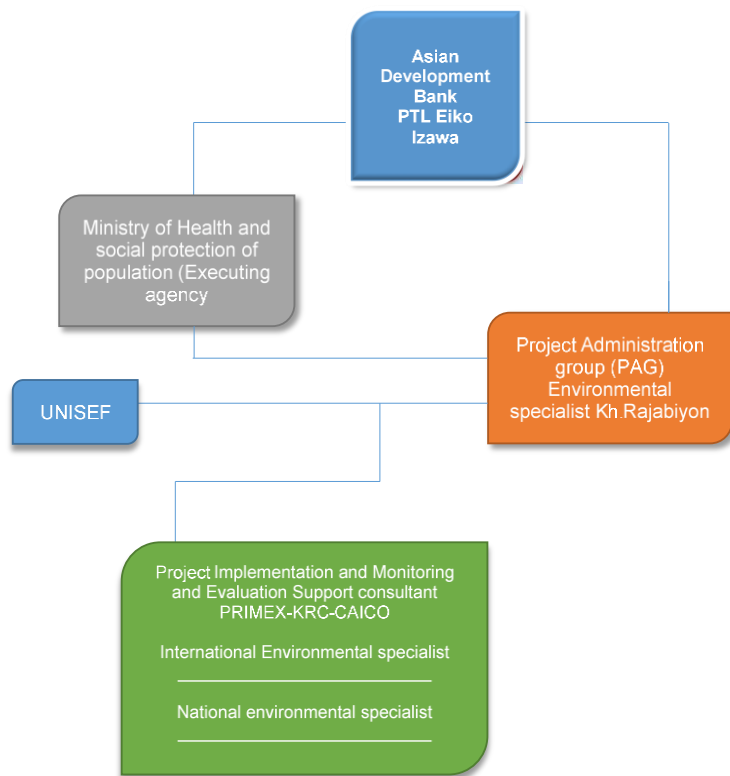 Asian
Development
Bank
PTL Eiko
Izawa
Ministry of Health and
social protection of
population (Executing
agency
Project Administration
group (PAG)
Environmental
specialist Kh.Rajabiyon
UNISEF
Project Implementation and Monitoring
and Evaluation Support consultant
PRIMEX-KRC-CAICO
International Environmental specialist
National environmental specialist